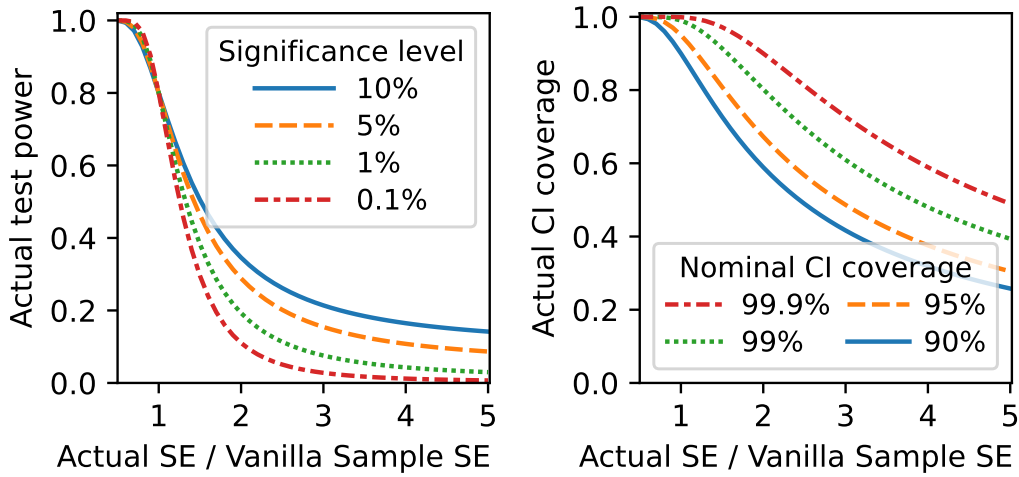 Actual test power
1.0
0.8
0.6
0.4
0.2
0.0
Significance level
10%
5%
1%
0.1%
1 2 3 4 5
Actual SE / Vanilla Sample SE
Actual CI coverage
1.0
0.8
0.6
0.4
0.2
0.0
Nominal CI coverage
99.9% 95%
99% 90%
1 2 3 4 5
Actual SE / Vanilla Sample SE